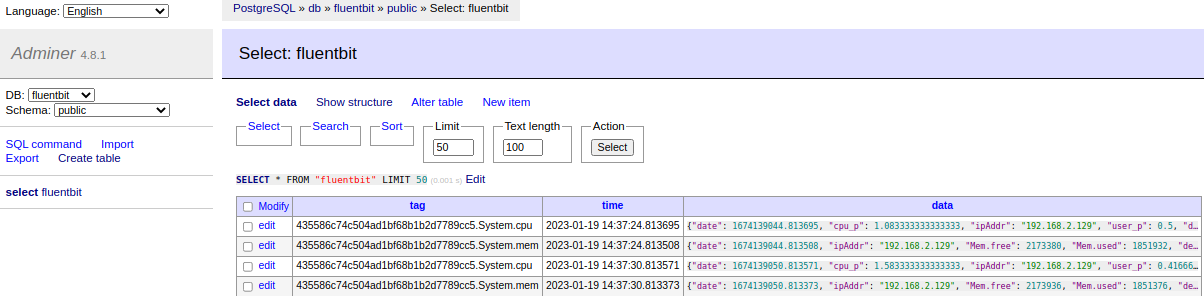 Language: English
PostgreSQL » db » fluentbit » public » Select: fluentbit
Adminer 4.8.1
Select: fluentbit
DB: fluentbit
Schema: public
SQL command Import
Export Create table
select fluentbit
Select data Show structure Alter table New item
Select Search Sort Limit Text length Action
50 100 Select
SELECT * FROM "fluentbit" LIMIT 50 (0.001 s) Edit
Modify tag time data
edit 435586c74c504ad1bf68b1b2d7789cc5.System.cpu 2023-01-19 14:37:24.813695 {"date": 1674139044.813695, "cpu_p": 1.083333333333333, "ipAddr": "192.168.2.129", "user_p": 0.5, "d…
edit 435586c74c504ad1bf68b1b2d7789cc5.System.mem 2023-01-19 14:37:24.813508 {"date": 1674139044.813508, "ipAddr": "192.168.2.129", "Mem.free": 2173380, "Mem.used": 1851932, "de…
edit 435586c74c504ad1bf68b1b2d7789cc5.System.cpu 2023-01-19 14:37:30.813571 {"date": 1674139050.813571, "cpu_p": 1.583333333333333, "ipAddr": "192.168.2.129", "user_p": 0.41666…
edit 435586c74c504ad1bf68b1b2d7789cc5.System.mem 2023-01-19 14:37:30.813373 {"date": 1674139050.813373, "ipAddr": "192.168.2.129", "Mem.free": 2173936, "Mem.used": 1851376, "de…